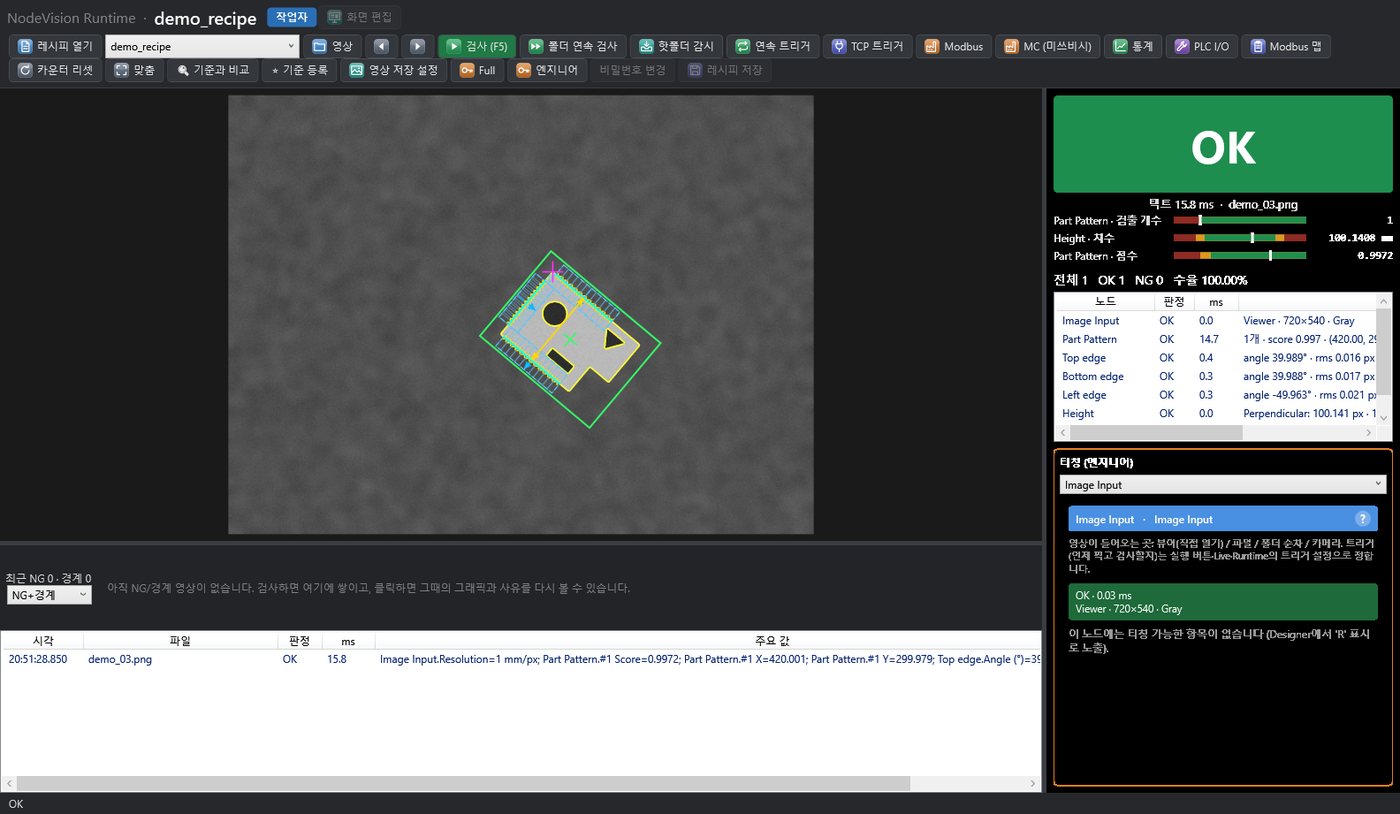 NodeVision Runtime · demo_recipe 작업자 화면 편집
레시피 열기 demo_recipe 영상 검사 (F5) 폴더 연속 검사 핫폴더 감시 연속 트리거 TCP 트리거 Modbus MC (미쓰비시) 통계 PLC I/O Modbus 맵
카운터 리셋 맞춤 기준과 비교 기준 등록 영상 저장 설정 Full 엔지니어 비밀번호 변경 레시피 저장
OK
택트 15.8 ms · demo_03.png
Part Pattern · 검출 개수 1
Height · 치수 100.1408
Part Pattern · 점수 0.9972
전체 1 OK 1 NG 0 수율 100.00%
노드 판정 ms
Image Input OK 0.0 Viewer · 720×540 · Gray
Part Pattern OK 14.7 1개 · score 0.997 · (420.00, 29
Top edge OK 0.4 angle 39.989° · rms 0.016 px
Bottom edge OK 0.3 angle 39.988° · rms 0.017 px
Left edge OK 0.3 angle -49.963° · rms 0.021 px
Height OK 0.0 Perpendicular: 100.141 px · 1
티칭 (엔지니어)
Image Input
Image Input · Image Input ?
영상이 들어오는 곳: 뷰어(직접 열기) / 파일 / 폴더 순차 / 카메라. 트리거
(언제 찍고 검사할지)는 실행 버튼·Live·Runtime의 트리거 설정으로 정합
니다.
OK · 0.03 ms
Viewer · 720×540 · Gray
이 노드에는 티칭 가능한 항목이 없습니다 (Designer에서 'R' 표시
로 노출).
최근 NG 0 · 경계 0
NG+경계
아직 NG/경계 영상이 없습니다. 검사하면 여기에 쌓이고, 클릭하면 그때의 그래픽과 사유를 다시 볼 수 있습니다.
시각 파일 판정 ms 주요 값
20:51:28.850 demo_03.png OK 15.8 Image Input.Resolution=1 mm/px; Part Pattern.#1 Score=0.9972; Part Pattern.#1 X=420.001; Part Pattern.#1 Y=299.979; Top edge.Angle (°)=39
OK